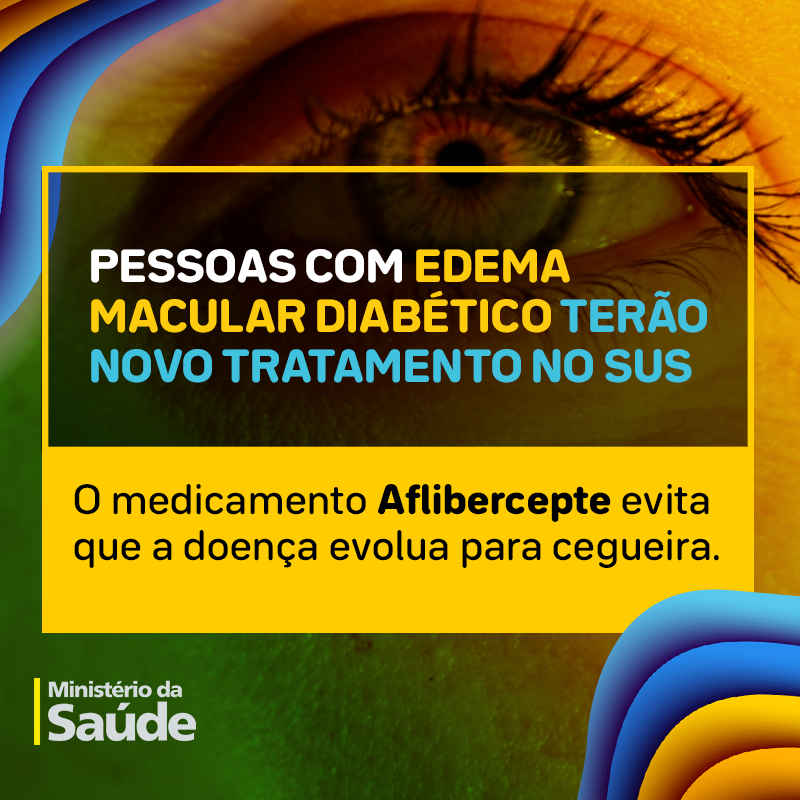 PESSOAS COM EDEMA
MACULAR DIABÉTICO TERÃO
NOVO TRATAMENTO NO SUS
O medicamento Aflibercepte evita
que a doença evolua para cegueira.
Ministério da
Saúde